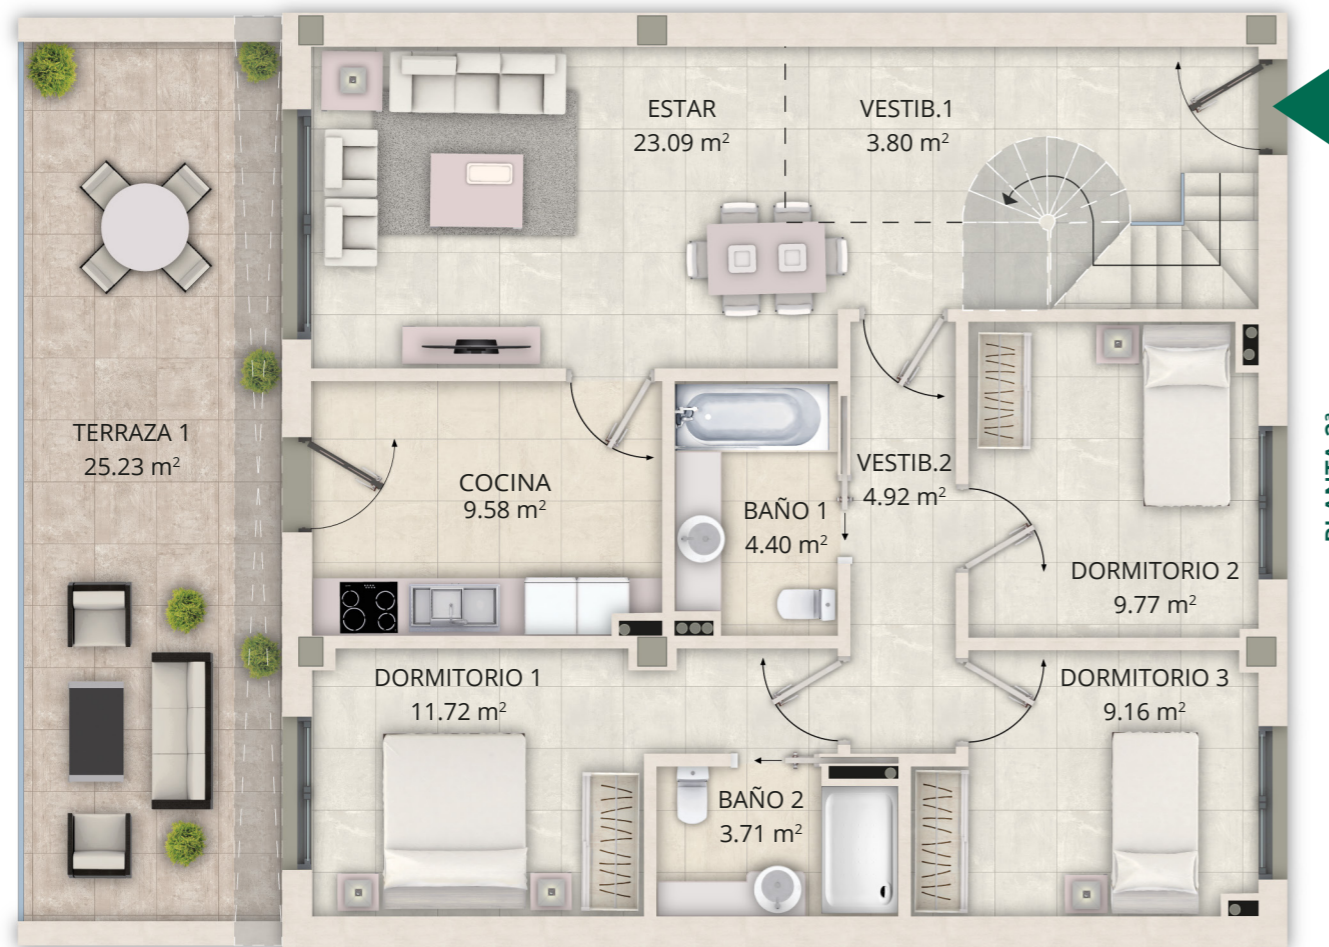 ESTAR
23.09 m²
VESTIB.1
3.80 m²
TERRAZA 1
25.23 m²
COCINA
9.58 m²
BAÑO 1
4.40 m²
VESTIB.2
4.92 m²
DORMITORIO 2
9.77 m²
DORMITORIO 1
11.72 m²
DORMITORIO 3
9.16 m²
BAÑO 2
3.71 m²
PLANTA